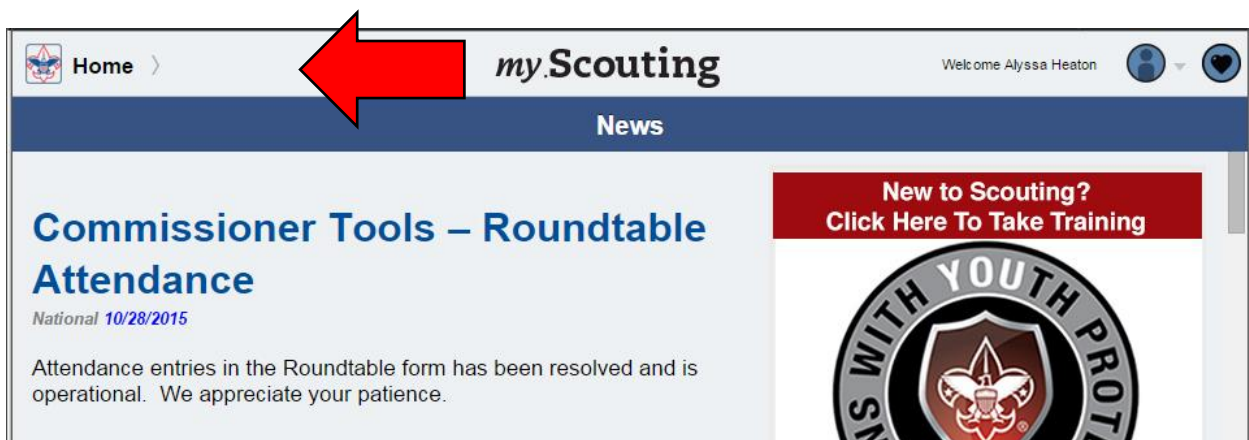 Home
my.Scouting
Welcome Alyssa Heaton
News
Commissioner Tools – Roundtable
Attendance
National 10/28/2015
Attendance entries in the Roundtable form has been resolved and is
operational. We appreciate your patience.
New to Scouting?
Click Here To Take Training
WITH YOUTH